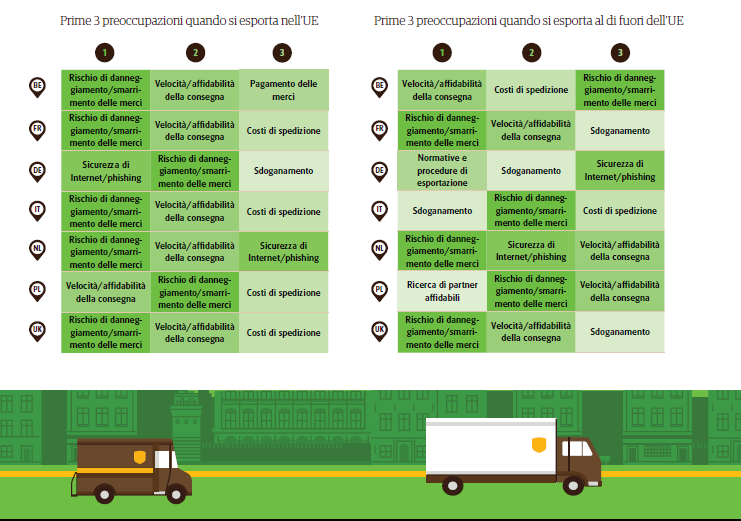 Prime 3 preoccupazioni quando si esporta nell'UE
1 2 3
BE
Rischio di danneg-
giamento/smarri-
mento delle merci
Velocità/affidabilità
della consegna
Pagamento delle
merci
FR
Rischio di danneg-
giamento/smarri-
mento delle merci
Velocità/affidabilità
della consegna
Costi di spedizione
DE
Sicurezza di
Internet/phishing
Rischio di danneg-
giamento/smarri-
mento delle merci
Sdoganamento
IT
Rischio di danneg-
giamento/smarri-
mento delle merci
Velocità/affidabilità
della consegna
Costi di spedizione
NL
Rischio di danneg-
giamento/smarri-
mento delle merci
Velocità/affidabilità
della consegna
Sicurezza di
Internet/phishing
PL
Velocità/affidabilità
della consegna
Rischio di danneg-
giamento/smarri-
mento delle merci
Costi di spedizione
UK
Rischio di danneg-
giamento/smarri-
mento delle merci
Velocità/affidabilità
della consegna
Costi di spedizione
Prime 3 preoccupazioni quando si esporta al di fuori dell'UE
1 2 3
BE
Velocità/affidabilità
della consegna
Costi di spedizione
Rischio di danneg-
giamento/smarri-
mento delle merci
FR
Rischio di danneg-
giamento/smarri-
mento delle merci
Velocità/affidabilità
della consegna
Sdoganamento
DE
Normative e
procedure di
esportazione
Sdoganamento
Sicurezza di
Internet/phishing
IT
Sdoganamento
Rischio di danneg-
giamento/smarri-
mento delle merci
Costi di spedizione
NL
Rischio di danneg-
giamento/smarri-
mento delle merci
Sicurezza di
Internet/phishing
Velocità/affidabilità
della consegna
PL
Ricerca di partner
affidabili
Rischio di danneg-
giamento/smarri-
mento delle merci
Velocità/affidabilità
della consegna
UK
Rischio di danneg-
giamento/smarri-
mento delle merci
Velocità/affidabilità
della consegna
Sdoganamento